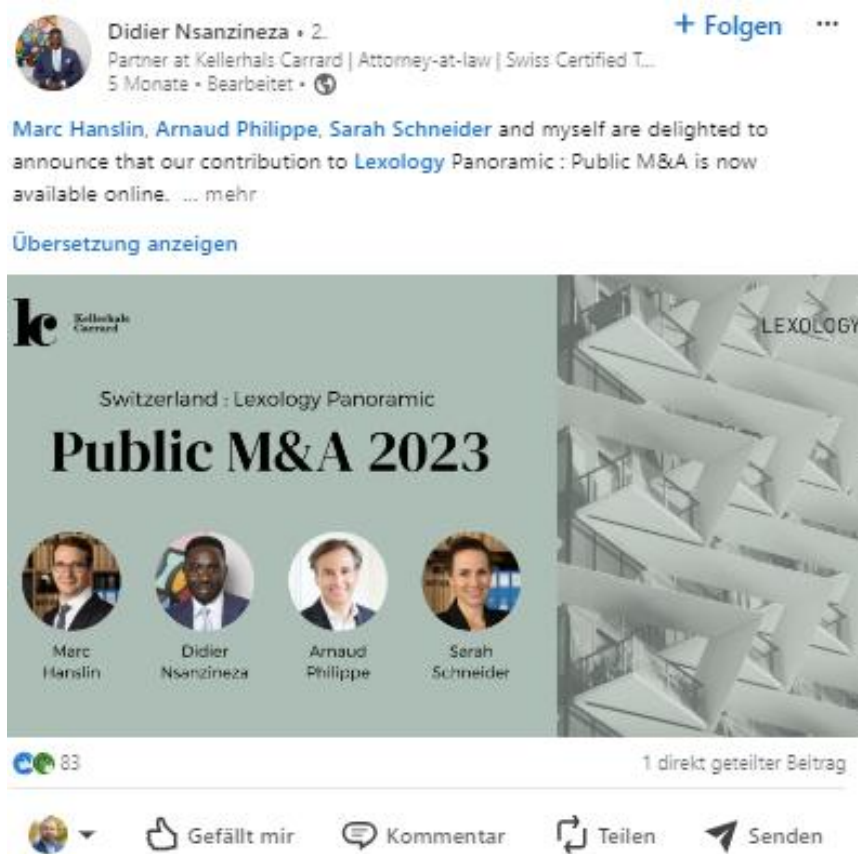 Didier Nsanzineza • 2.
+ Folgen ...
Partner at Kellerhals Carrard | Attorney-at-law | Swiss Certified T...
5 Monate • Bearbeitet •
Marc Hanslin, Arnaud Philippe, Sarah Schneider and myself are delighted to
announce that our contribution to Lexology Panoramic : Public M&A is now
available online. ... mehr
Übersetzung anzeigen
kc Kellerhals
Carrard
LEXOLOGY
Switzerland : Lexology Panoramic
Public M&A 2023
Marc Didier Arnaud Sarah
Hanslin Nsanzineza Philippe Schneider
83 1 direkt geteilter Beitrag
Gefällt mir Kommentar Teilen Senden